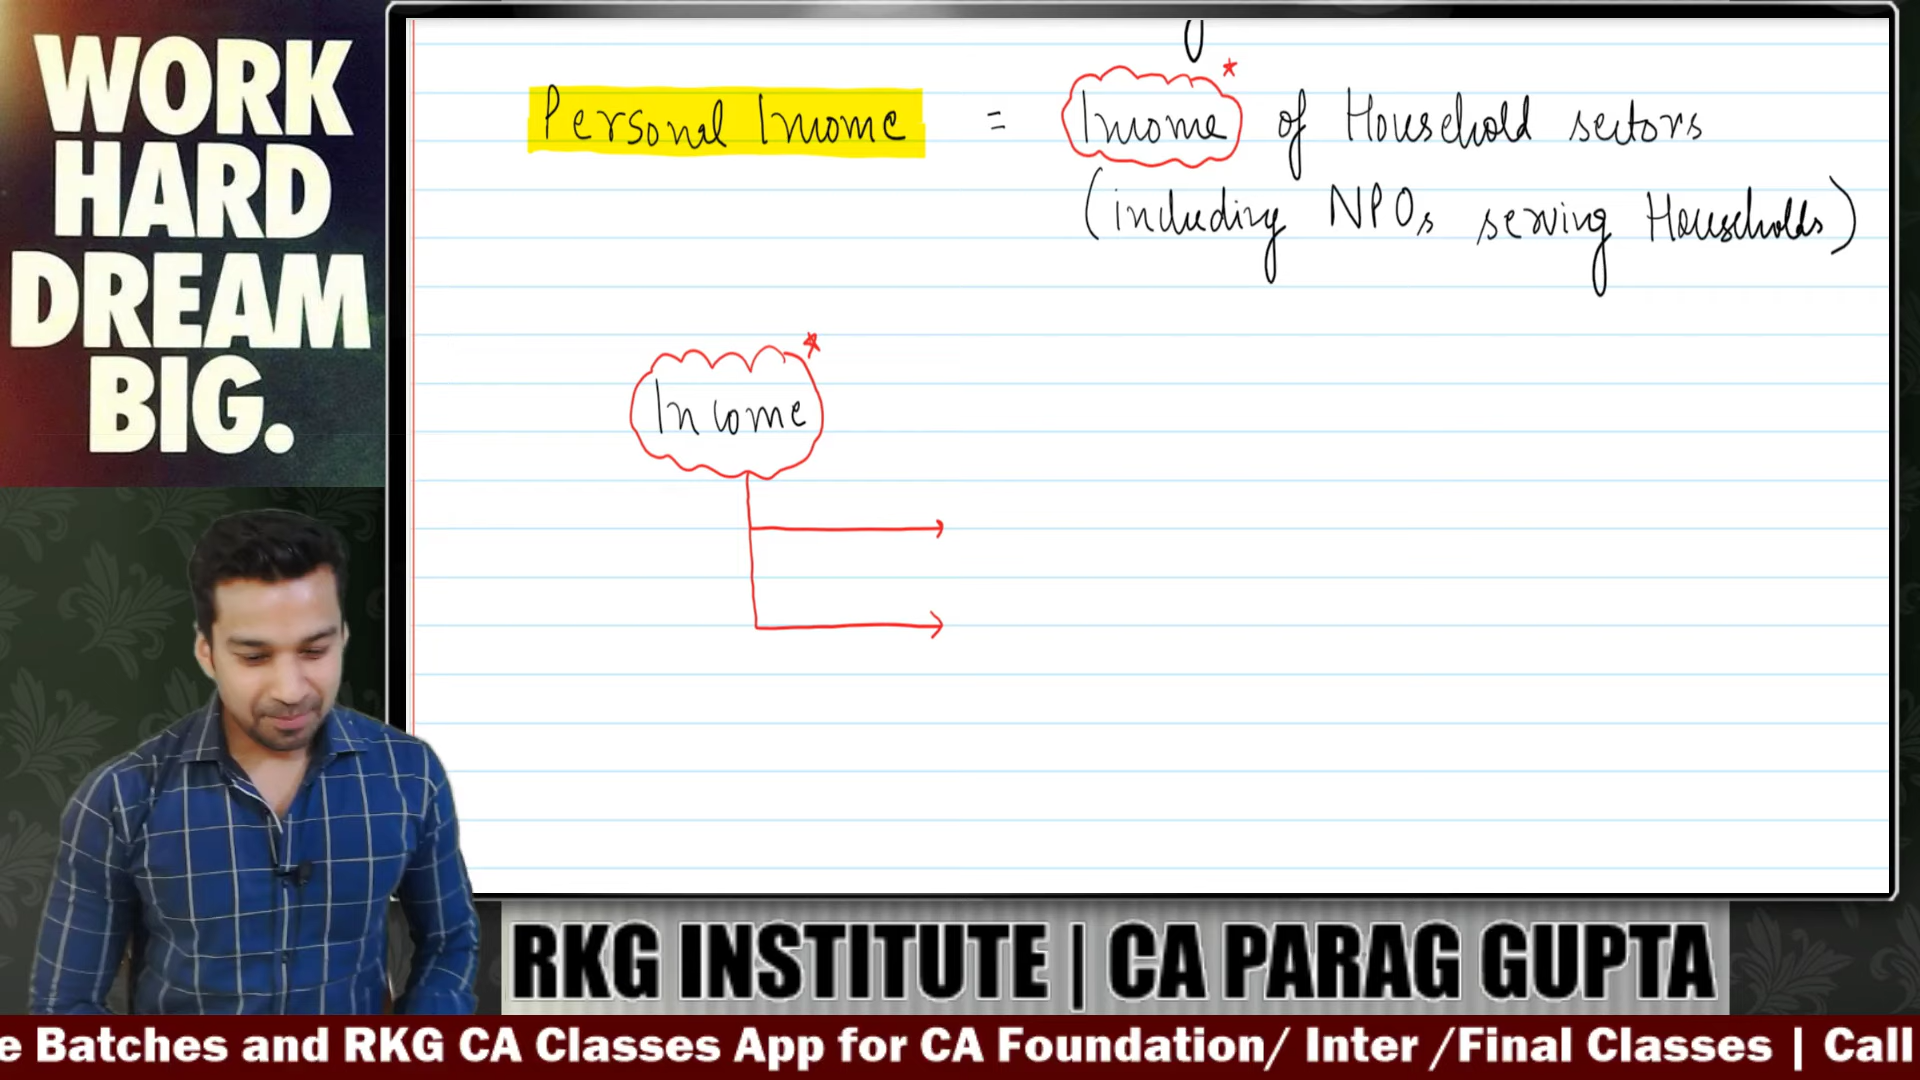 WORK
HARD
DREAM
BIG.
Personal Income = Income* of Household sectors
(including NPOs serving Households)
Income*
RKG INSTITUTE | CA PARAG GUPTA
e Batches and RKG CA Classes App for CA Foundation/ Inter /Final Classes | Call